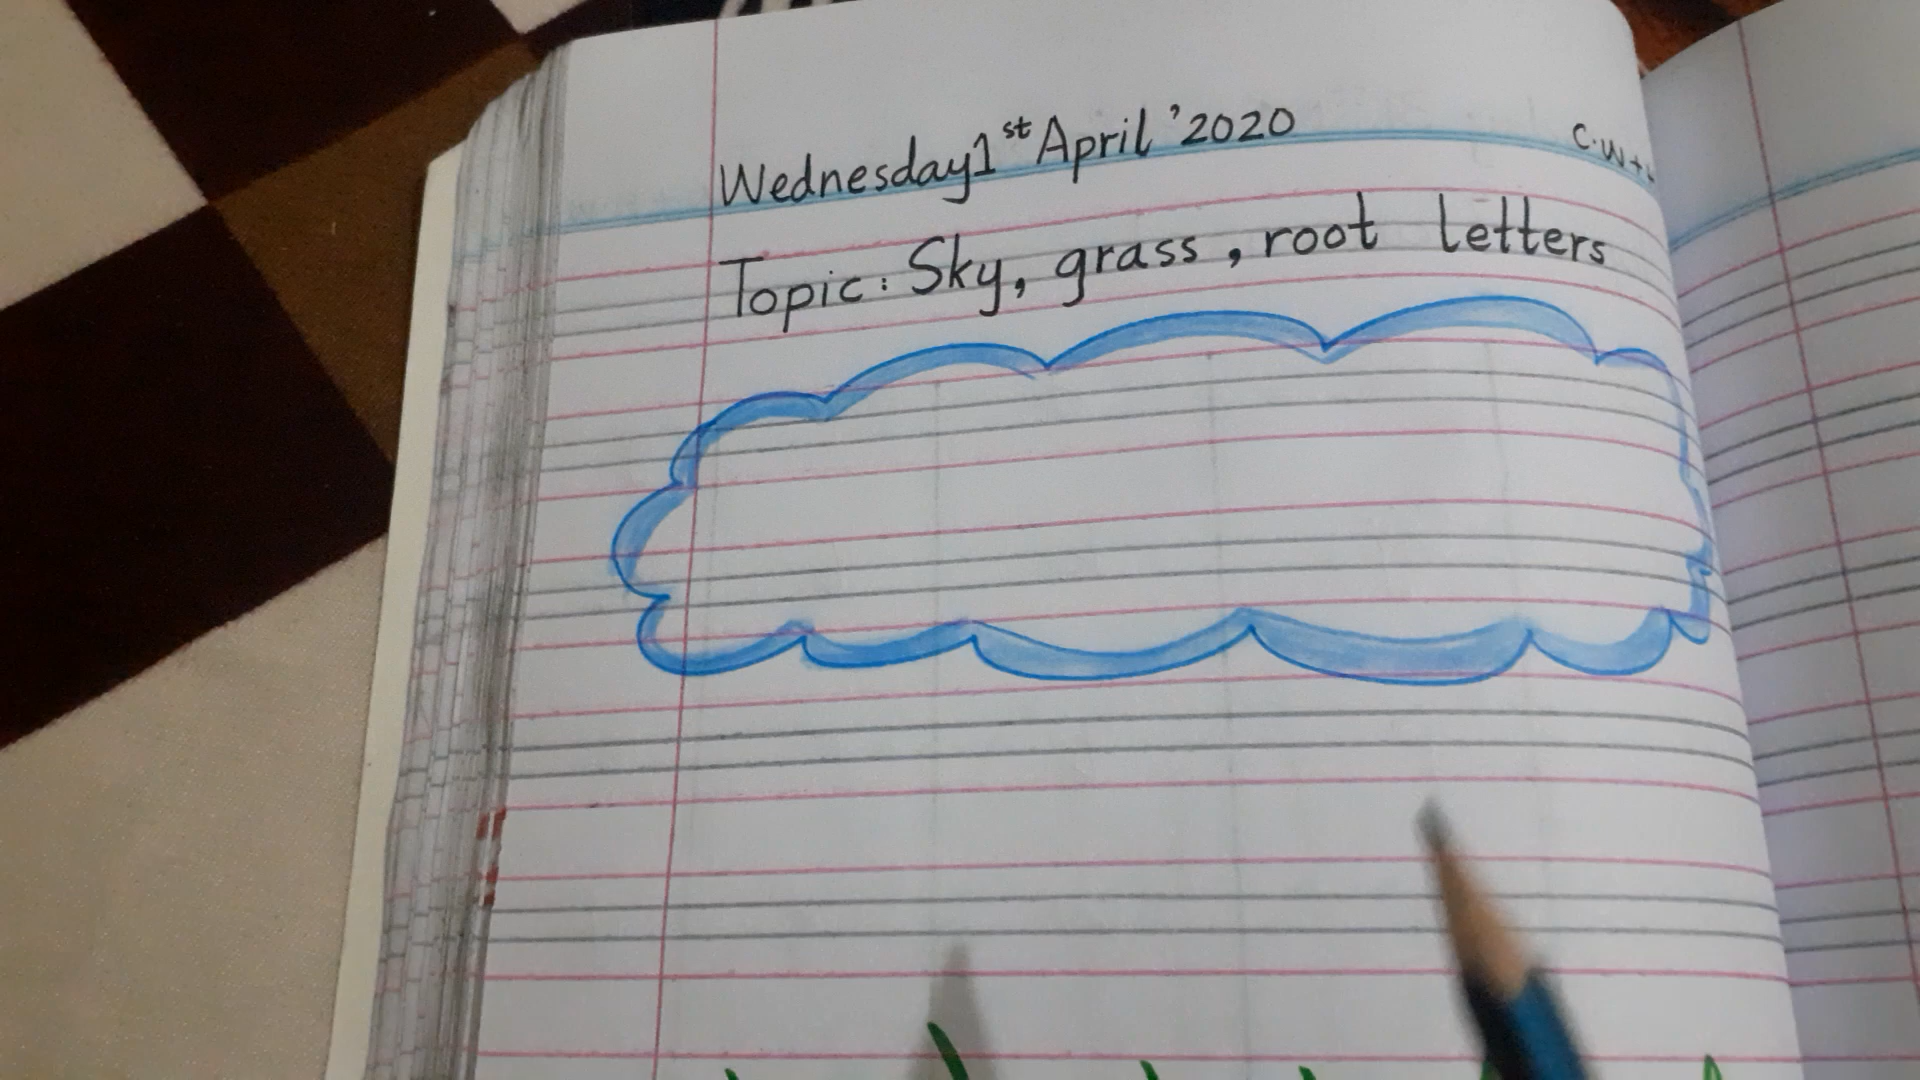 Wednesday 1st April '2020
C.W+
Topic: Sky, grass, root letters